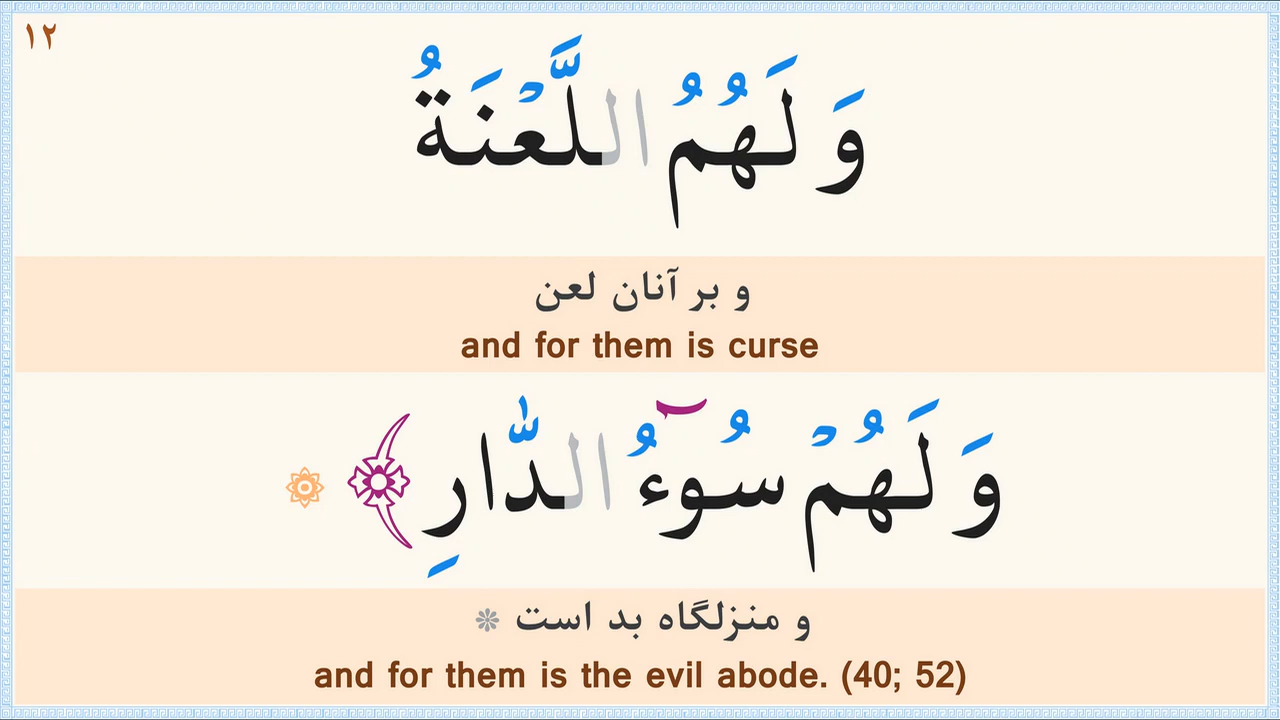 ۱۲
وَ لَهُمُ اللَّعْنَةُ
و بر آنان لعن
and for them is curse
وَ لَهُمْ سُوٓءُ الدّارِ
و منزلگاه بد است
and for them is the evil abode. (40; 52)